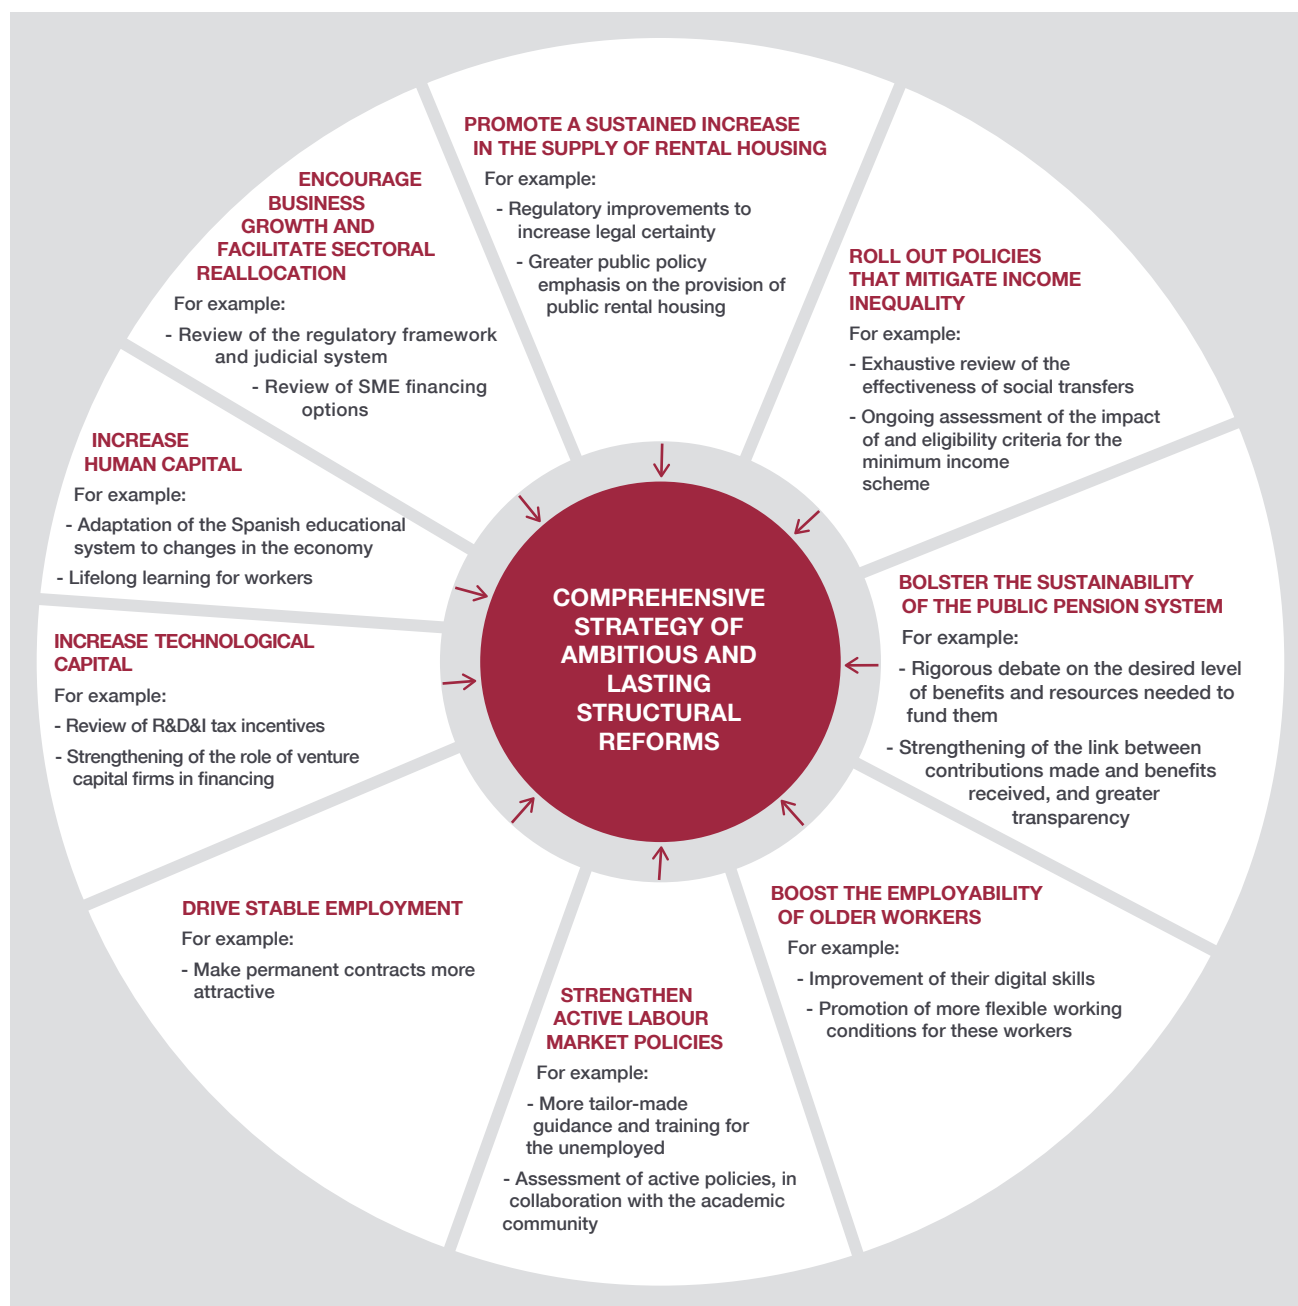 PROMOTE A SUSTAINED INCREASE
IN THE SUPPLY OF RENTAL HOUSING
For example:
- Regulatory improvements to
increase legal certainty
- Greater public policy
emphasis on the provision of
public rental housing
ROLL OUT POLICIES
THAT MITIGATE INCOME
INEQUALITY
For example:
- Exhaustive review of the
effectiveness of social transfers
- Ongoing assessment of the impact
of and eligibility criteria for the
minimum income
scheme
BOLSTER THE SUSTAINABILITY
OF THE PUBLIC PENSION SYSTEM
For example:
- Rigorous debate on the desired level
of benefits and resources needed to
fund them
- Strengthening of the link between
contributions made and benefits
received, and greater
transparency
BOOST THE EMPLOYABILITY
OF OLDER WORKERS
For example:
- Improvement of their digital skills
- Promotion of more flexible working
conditions for these workers
STRENGTHEN
ACTIVE LABOUR
MARKET POLICIES
For example:
- More tailor-made
guidance and training for
the unemployed
- Assessment of active policies, in
collaboration with the academic
community
DRIVE STABLE EMPLOYMENT
For example:
- Make permanent contracts more
attractive
INCREASE TECHNOLOGICAL
CAPITAL
For example:
- Review of R&D&I tax incentives
- Strengthening of the role of venture
capital firms in financing
INCREASE
HUMAN CAPITAL
For example:
- Adaptation of the Spanish educational
system to changes in the economy
- Lifelong learning for workers
ENCOURAGE
BUSINESS
GROWTH AND
FACILITATE SECTORAL
REALLOCATION
For example:
- Review of the regulatory framework
and judicial system
- Review of SME financing
options
COMPREHENSIVE
STRATEGY OF
AMBITIOUS AND
LASTING
STRUCTURAL
REFORMS